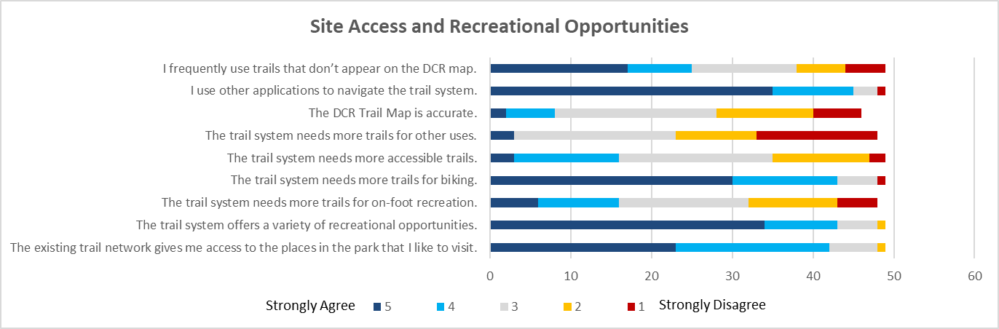 Site Access and Recreational Opportunities
I frequently use trails that don’t appear on the DCR map.
I use other applications to navigate the trail system.
The DCR Trail Map is accurate.
The trail system needs more trails for other uses.
The trail system needs more accessible trails.
The trail system needs more trails for biking.
The trail system needs more trails for on-foot recreation.
The trail system offers a variety of recreational opportunities.
The existing trail network gives me access to the places in the park that I like to visit.
0 10 20 30 40 50 60
Strongly Agree 5 4 3 2 1 Strongly Disagree